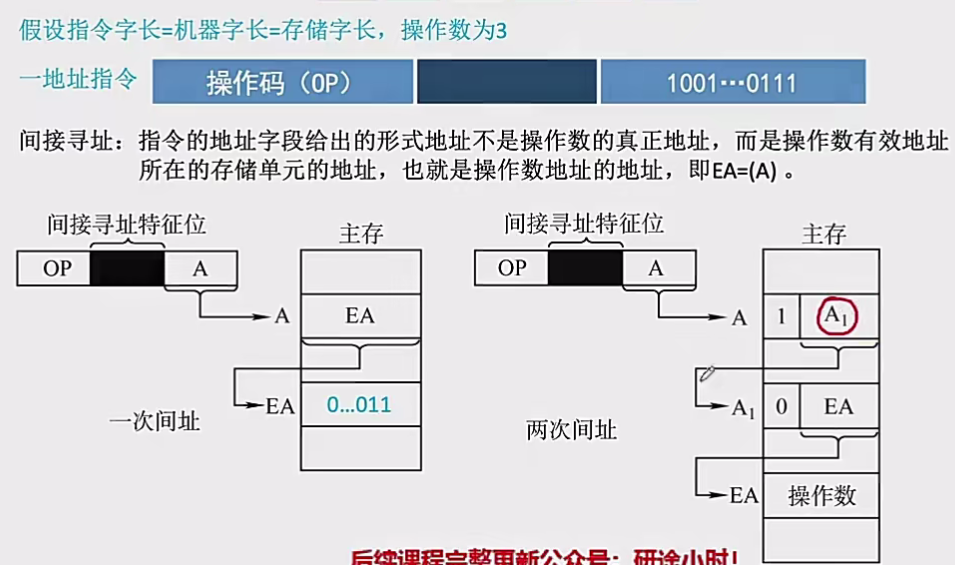 假设指令字长=机器字长=存储字长，操作数为3
一地址指令 操作码（OP） 1001…0111
间接寻址：指令的地址字段给出的形式地址不是操作数的真正地址，而是操作数有效地址
所在的存储单元的地址，也就是操作数地址的地址，即EA=(A) 。
间接寻址特征位 主存
OP A
A EA
EA 0…011
一次间址
间接寻址特征位 主存
OP A
A 1 A₁
A₁ 0 EA
两次间址
EA 操作数
后续课程完整更新公众号：研途小时！